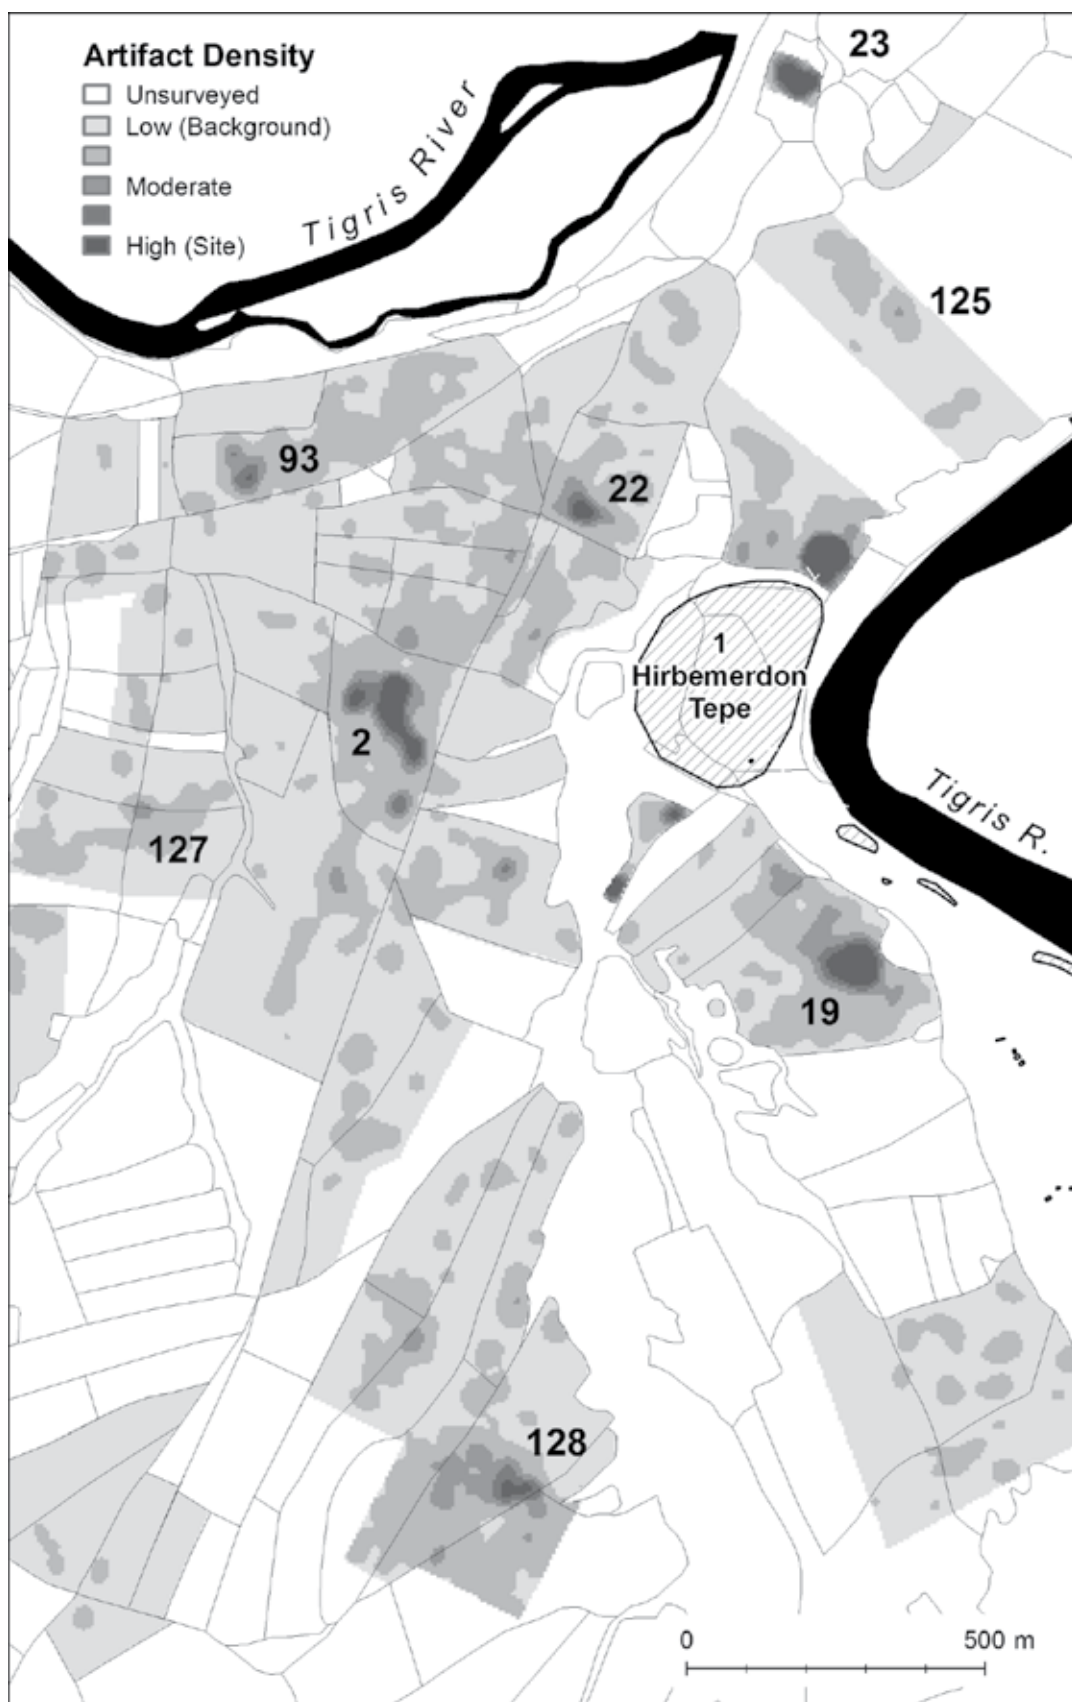 Artifact Density
Unsurveyed
Low (Background)
Moderate
High (Site)
Tigris River
23
125
93
22
1
Hirbemerdon
Tepe
2
Tigris R.
127
19
128
0 500 m